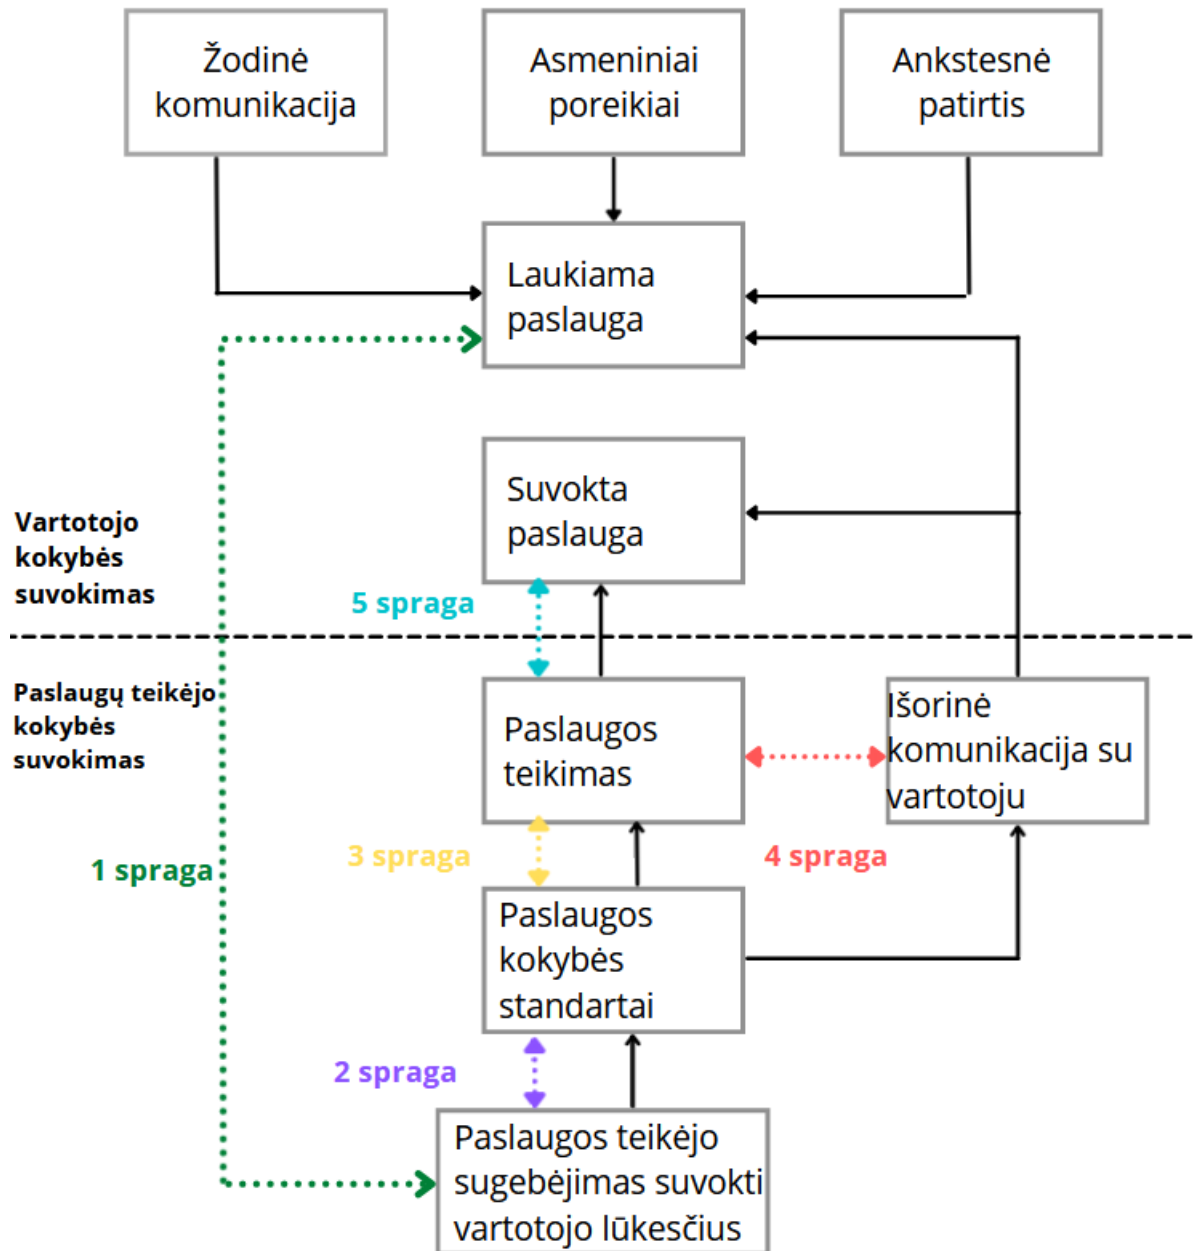 Žodinė
komunikacija
Asmeniniai
poreikiai
Ankstesnė
patirtis
Laukiama
paslauga
Suvokta
paslauga
Vartotojo
kokybės
suvokimas
5 spraga
Paslaugų teikėjo
kokybės
suvokimas
Paslaugos
teikimas
Išorinė
komunikacija su
vartotoju
1 spraga
3 spraga
4 spraga
Paslaugos
kokybės
standartai
2 spraga
Paslaugos teikėjo
sugebėjimas suvokti
vartotojo lūkesčius